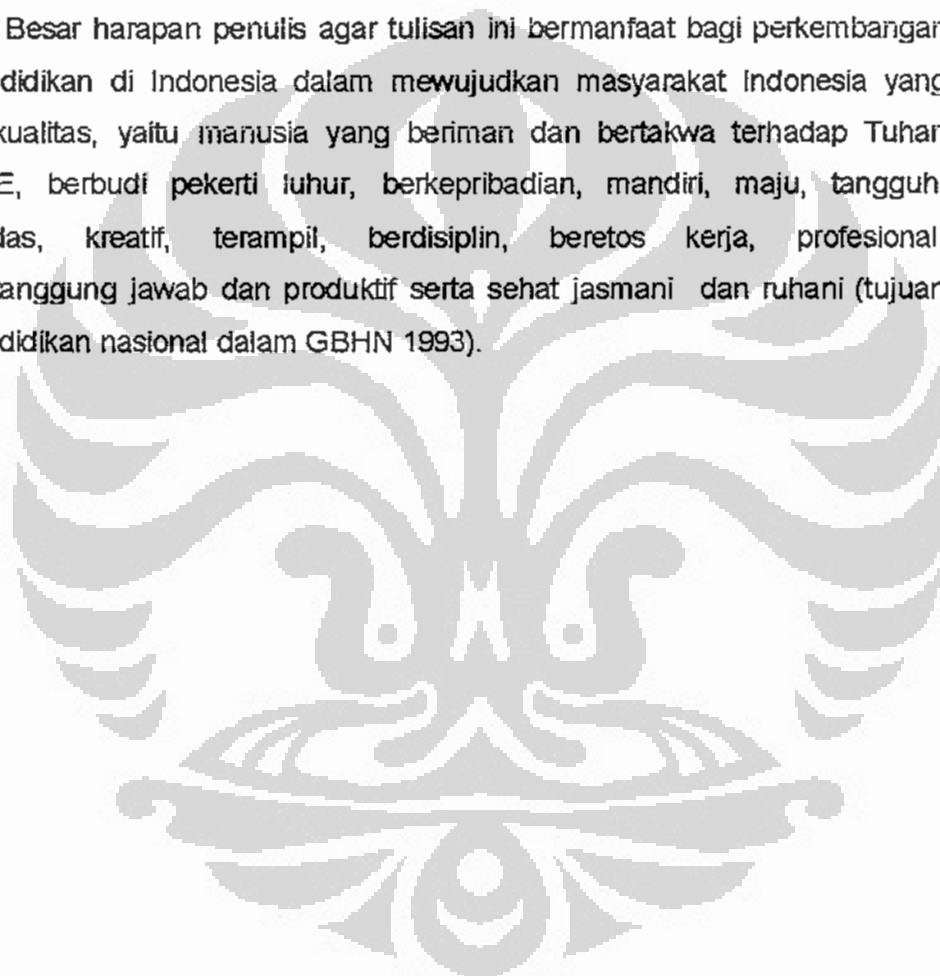 Besar harapan penulis agar tulisan ini bermanfaat bagi perkembangan
didikan di Indonesia dalam mewujudkan masyarakat Indonesia yang
kualitas, yaitu manusia yang beriman dan bertakwa terhadap Tuhan
E, berbudi pekerti luhur, berkepribadian, mandiri, maju, tangguh
das, kreatif, terampil, berdisiplin, beretos kerja, profesional
anggung jawab dan produktif serta sehat jasmani dan ruhani (tujuan
didikan nasional dalam GBHN 1993).